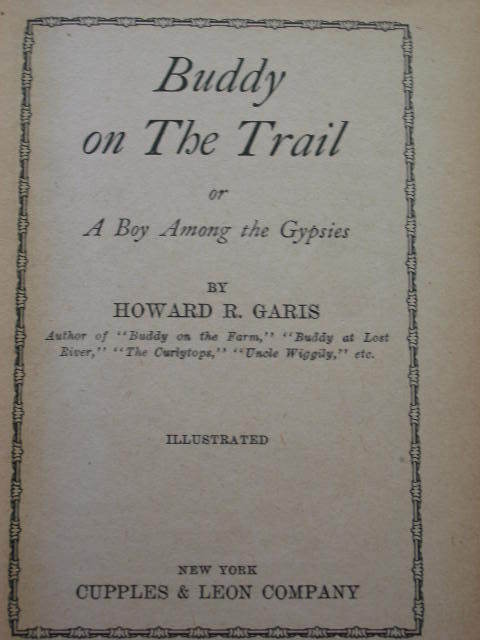 Buddy
on The Trail
or
A Boy Among the Gypsies
BY
HOWARD R. GARIS
Author of "Buddy on the Farm," "Buddy at Lost
River," "The Curlytops," "Uncle Wiggily," etc.
ILLUSTRATED
NEW YORK
CUPPLES & LEON COMPANY